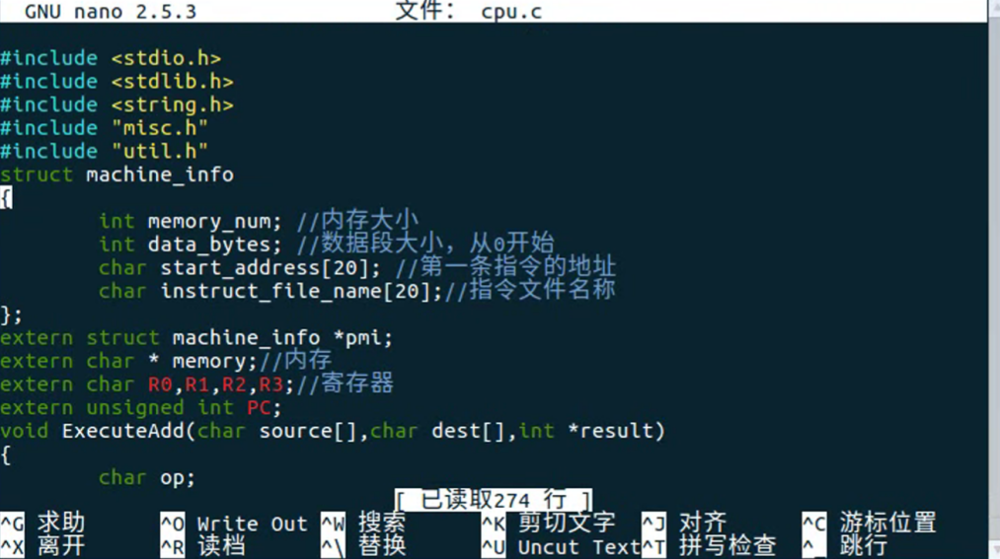 GNU nano 2.5.3 文件： cpu.c
#include <stdio.h>
#include <stdlib.h>
#include <string.h>
#include "misc.h"
#include "util.h"
struct machine_info
{
int memory_num; //内存大小
int data_bytes; //数据段大小，从0开始
char start_address[20]; //第一条指令的地址
char instruct_file_name[20];//指令文件名称
};
extern struct machine_info *pmi;
extern char * memory;//内存
extern char R0,R1,R2,R3;//寄存器
extern unsigned int PC;
void ExecuteAdd(char source[],char dest[],int *result)
{
char op;
[ 已读取274 行 ]
^G 求助 ^O Write Out ^W 搜索 ^K 剪切文字 ^J 对齐 ^C 游标位置
^X 离开 ^R 读档 ^\ 替换 ^U Uncut Text ^T 拼写检查 ^_ 跳行